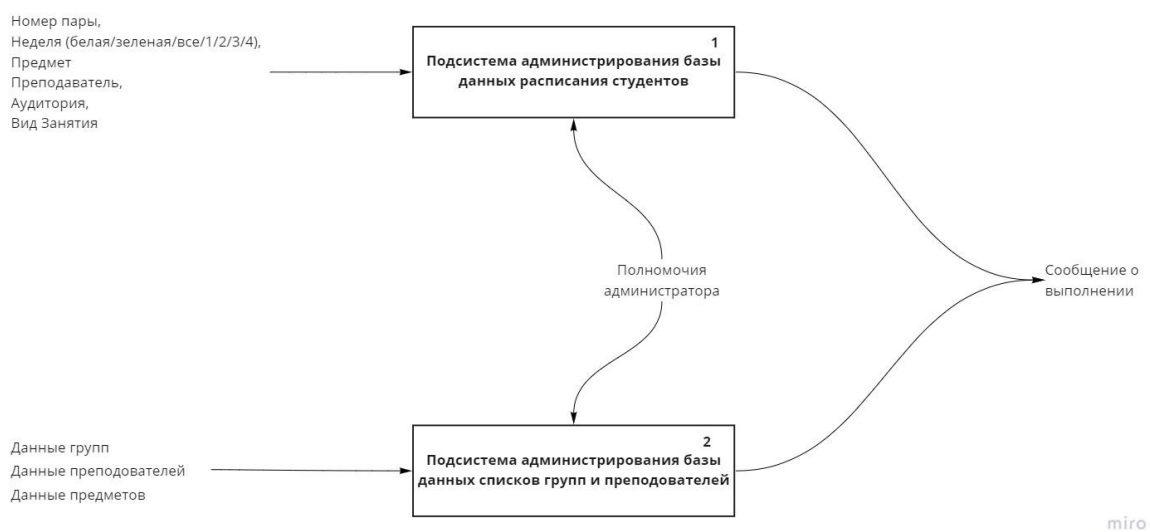 Номер пары,
Неделя (белая/зеленая/все/1/2/3/4),
Предмет
Преподаватель,
Аудитория,
Вид Занятия
1
Подсистема администрирования базы
данных расписания студентов
Полномочия
администратора
Сообщение о
выполнении
Данные групп
Данные преподователей
Данные предметов
2
Подсистема администрирования базы
данных списков групп и преподователей
miro